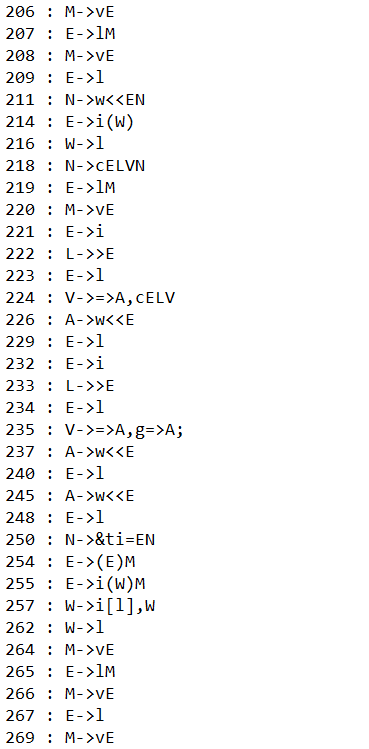 206 : M->vE
207 : E->lM
208 : M->vE
209 : E->l
211 : N->w<<EN
214 : E->i(W)
216 : W->l
218 : N->cELVN
219 : E->lM
220 : M->vE
221 : E->i
222 : L->>E
223 : E->l
224 : V->=>A,cELV
226 : A->w<<E
229 : E->l
232 : E->i
233 : L->>E
234 : E->l
235 : V->=>A,g=>A;
237 : A->w<<E
240 : E->l
245 : A->w<<E
248 : E->l
250 : N->&ti=EN
254 : E->(E)M
255 : E->i(W)M
257 : W->i[l],W
262 : W->l
264 : M->vE
265 : E->lM
266 : M->vE
267 : E->l
269 : M->vE